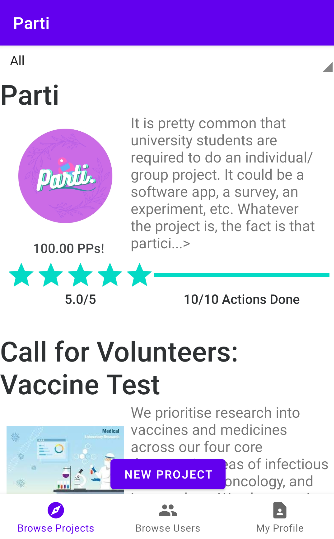 Parti
All
Parti
Parti.
It is pretty common that
university students are
required to do an individual/
group project. It could be a
software app, a survey, an
experiment, etc. Whatever
the project is, the fact is that
partici...>
100.00 PPs!
5.0/5
10/10 Actions Done
Call for Volunteers:
Vaccine Test
Medical
We prioritise research into
vaccines and medicines
across our four core
eas of infectious
oncology, and
NEW PROJECT
Browse Projects
Browse Users
My Profile